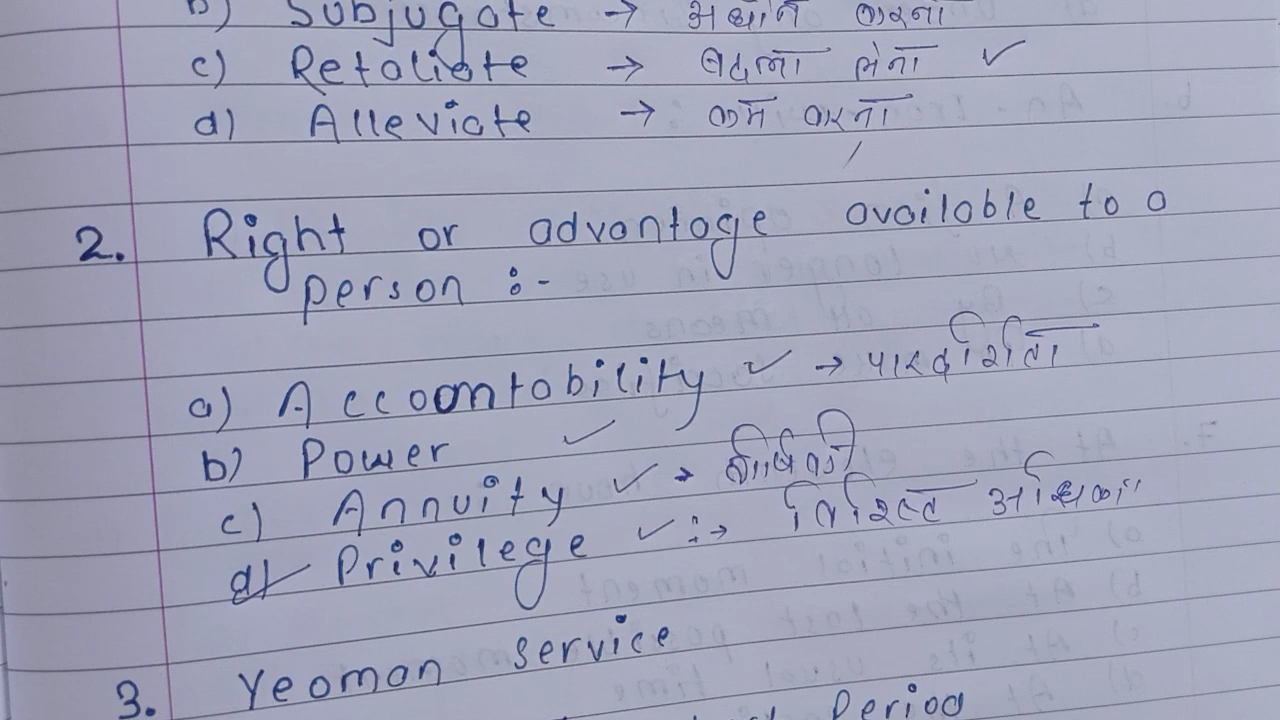 b) Subjugate → अधीन करना
c) Retaliate → बदला लेना ✓
d) Alleviate → कम करना
2. Right or advantage available to a
person :-
a) Accountability ✓ → पारदर्शिता
b) Power ✓
c) Annuity ✓ → वार्षिकी
d) Privilege ✓ :→ विशिष्ट अधिकार
3. Yeoman service
Period